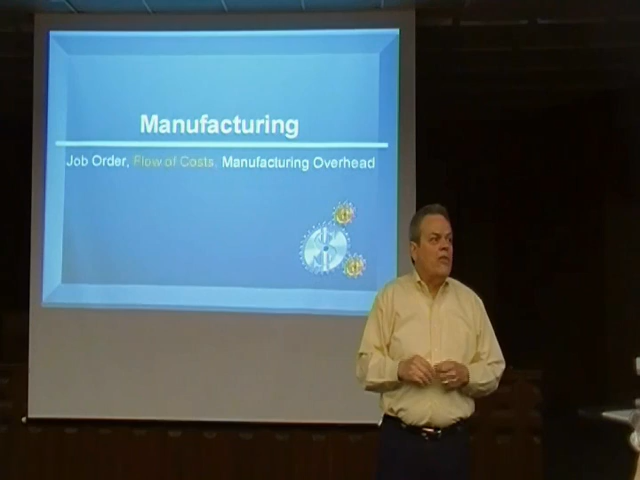 Manufacturing
Job Order, Flow of Costs, Manufacturing Overhead